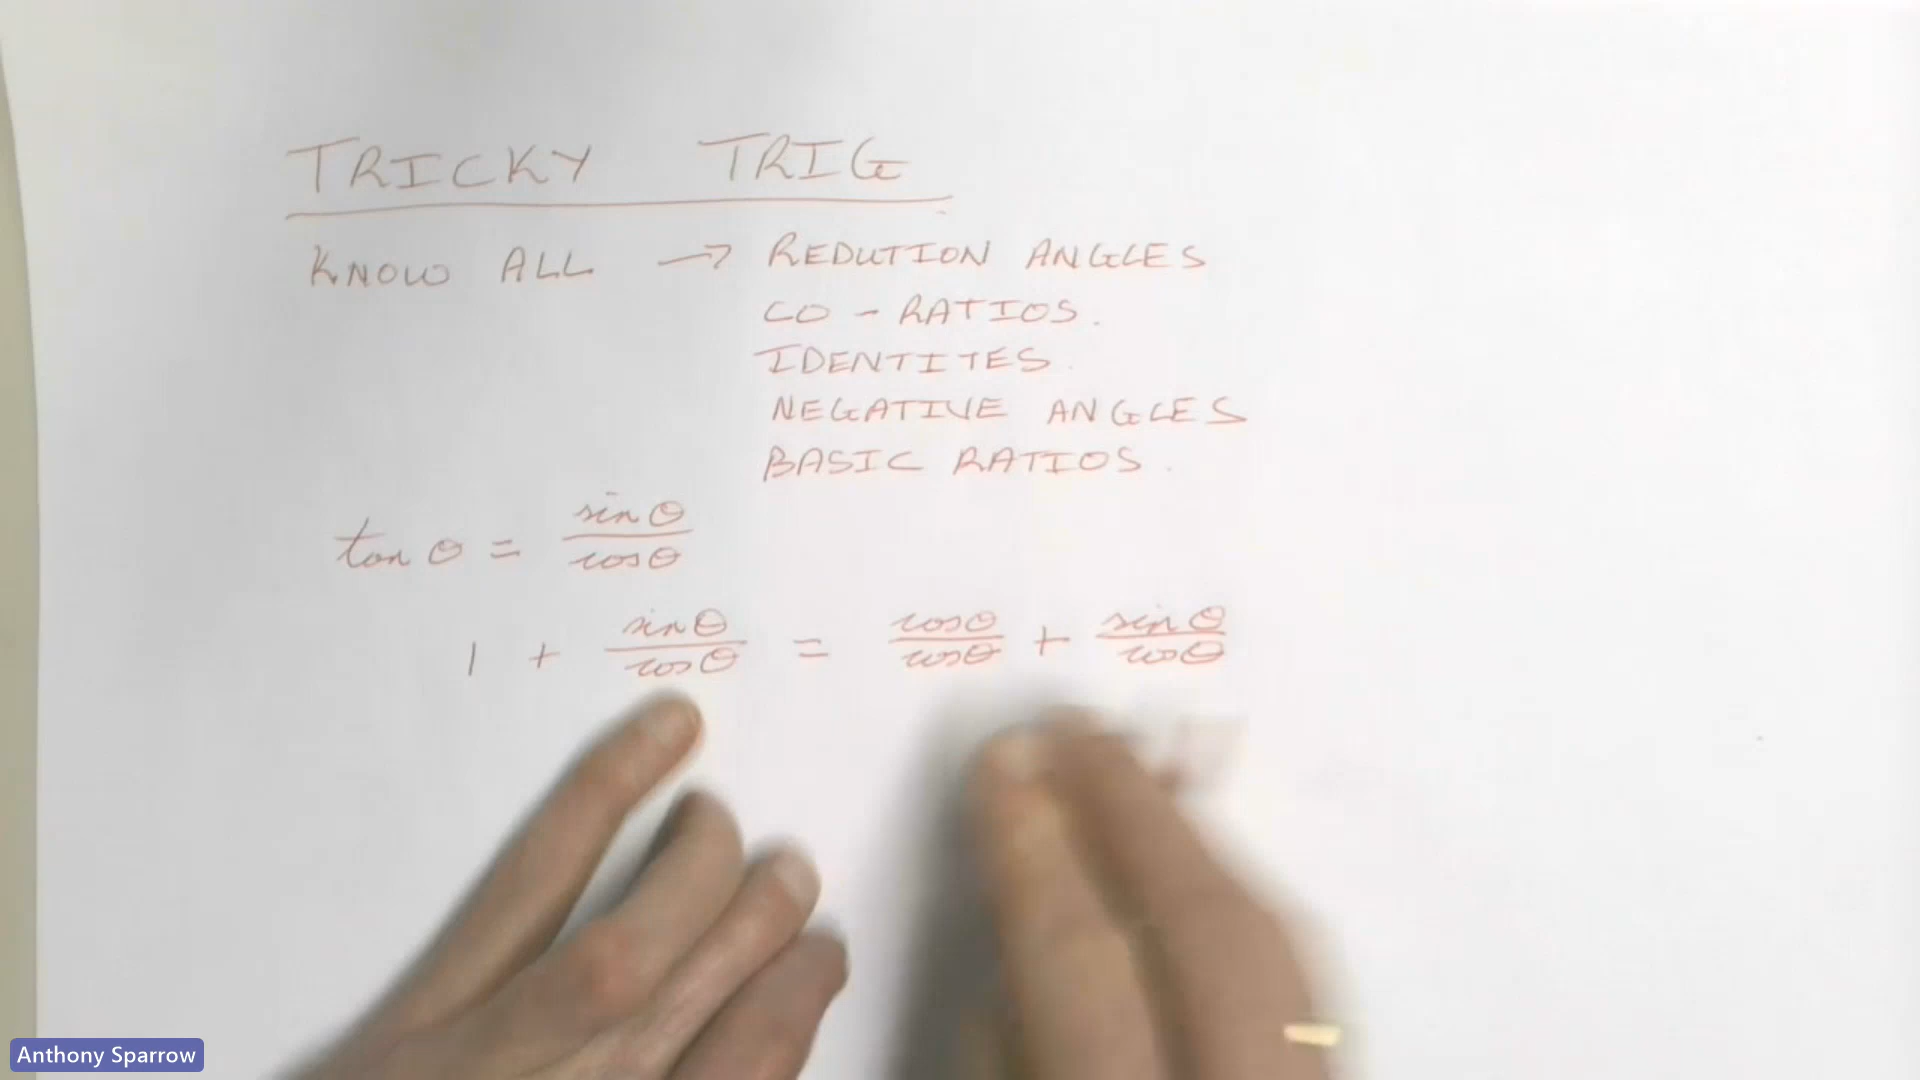 TRICKY TRIG
KNOW ALL → REDUTION ANGLES
CO - RATIOS.
IDENTITES.
NEGATIVE ANGLES
BASIC RATIOS.
tan θ = sin θ / cos θ
1 + sin θ / cos θ = cos θ / cos θ + sin θ / cos θ
Anthony Sparrow